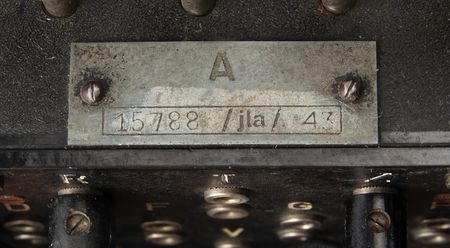 A
15788 /jla/ 43
R T Z
D F G
V